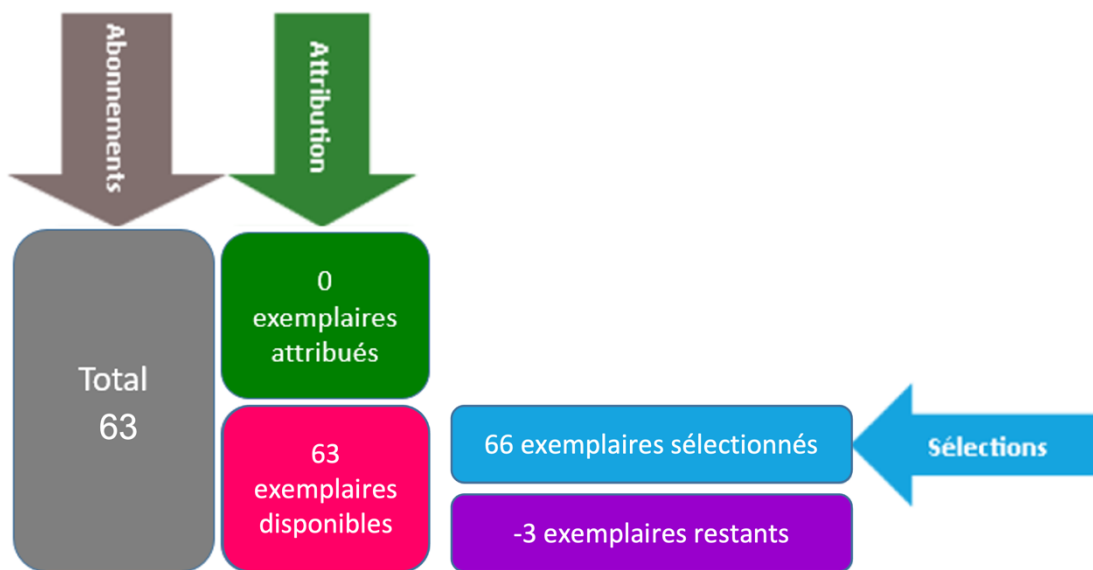 Abonnements
Attribution
Total
63
0
exemplaires
attribués
63
exemplaires
disponibles
66 exemplaires sélectionnés
-3 exemplaires restants
Sélections